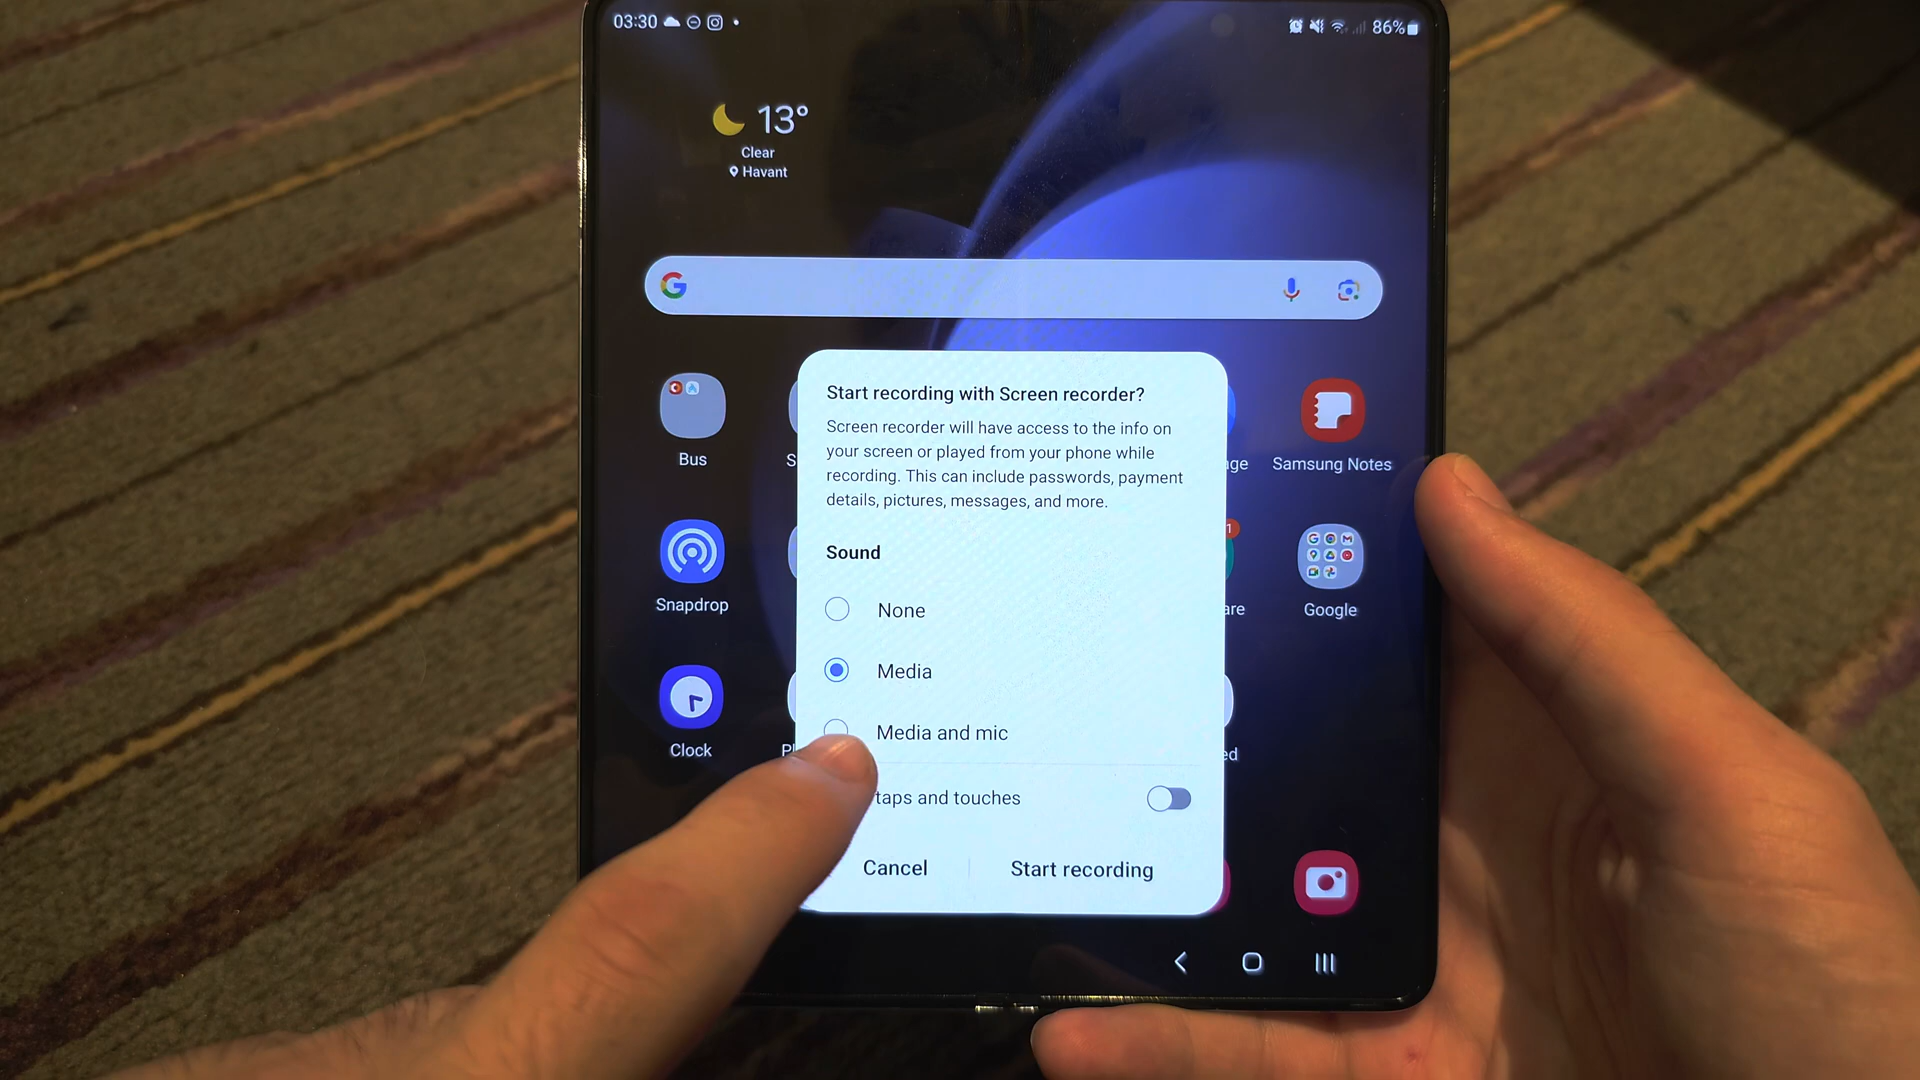 03:30
86%
13°
Clear
Havant
Start recording with Screen recorder?
Screen recorder will have access to the info on
your screen or played from your phone while
recording. This can include passwords, payment
details, pictures, messages, and more.
Sound
None
Media
Media and mic
taps and touches
Cancel
Start recording
Bus
Samsung Notes
Snapdrop
1
Google
Clock